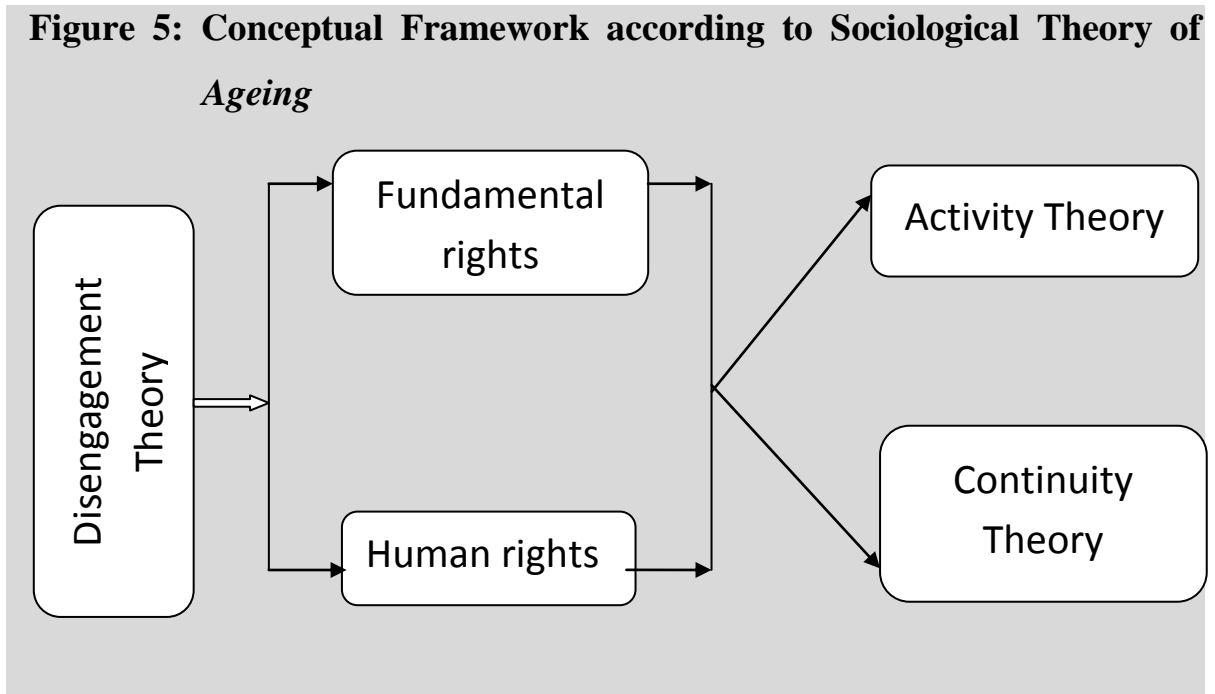 Figure 5: Conceptual Framework according to Sociological Theory of
Ageing
Disengagement
Theory
Fundamental
rights
Human rights
Activity Theory
Continuity
Theory